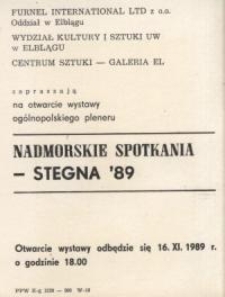 FURNEL INTERNATIONAL LTD z o.o.
Oddział w Elblągu
WYDZIAŁ KULTURY I SZTUKI UW
w ELBLĄGU
CENTRUM SZTUKI — GALERIA EL
zapraszają
na otwarcie wystawy
ogólnopolskiego pleneru
NADMORSKIE SPOTKANIA
— STEGNA '89
Otwarcie wystawy odbędzie się 16. XI. 1989 r.
o godzinie 18.00
PPW